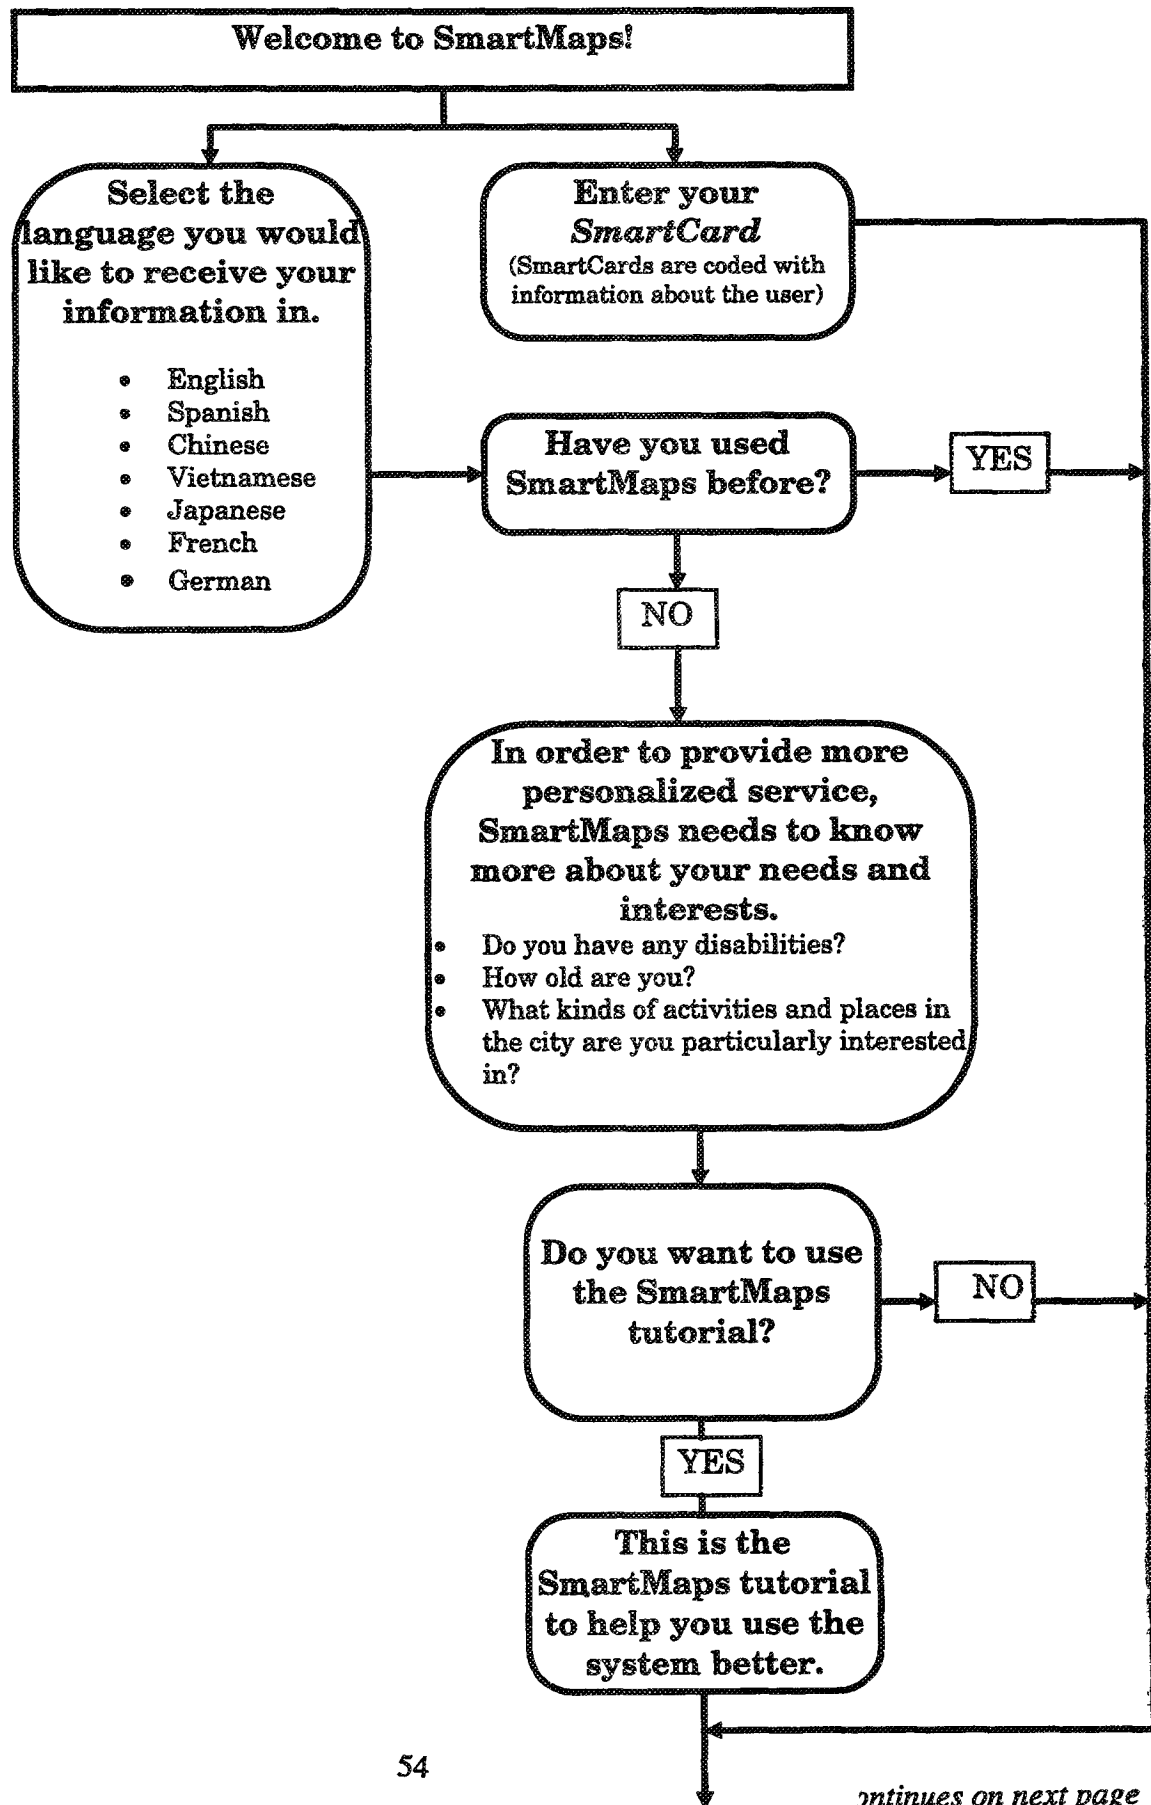 Welcome to SmartMaps!
Select the
language you would
like to receive your
information in.
• English
• Spanish
• Chinese
• Vietnamese
• Japanese
• French
• German
Enter your
SmartCard
(SmartCards are coded with
information about the user)
Have you used
SmartMaps before?
YES
NO
In order to provide more
personalized service,
SmartMaps needs to know
more about your needs and
interests.
• Do you have any disabilities?
• How old are you?
• What kinds of activities and places in
the city are you particularly interested
in?
Do you want to use
the SmartMaps
tutorial?
NO
YES
This is the
SmartMaps tutorial
to help you use the
system better.
54
ontinues on next page